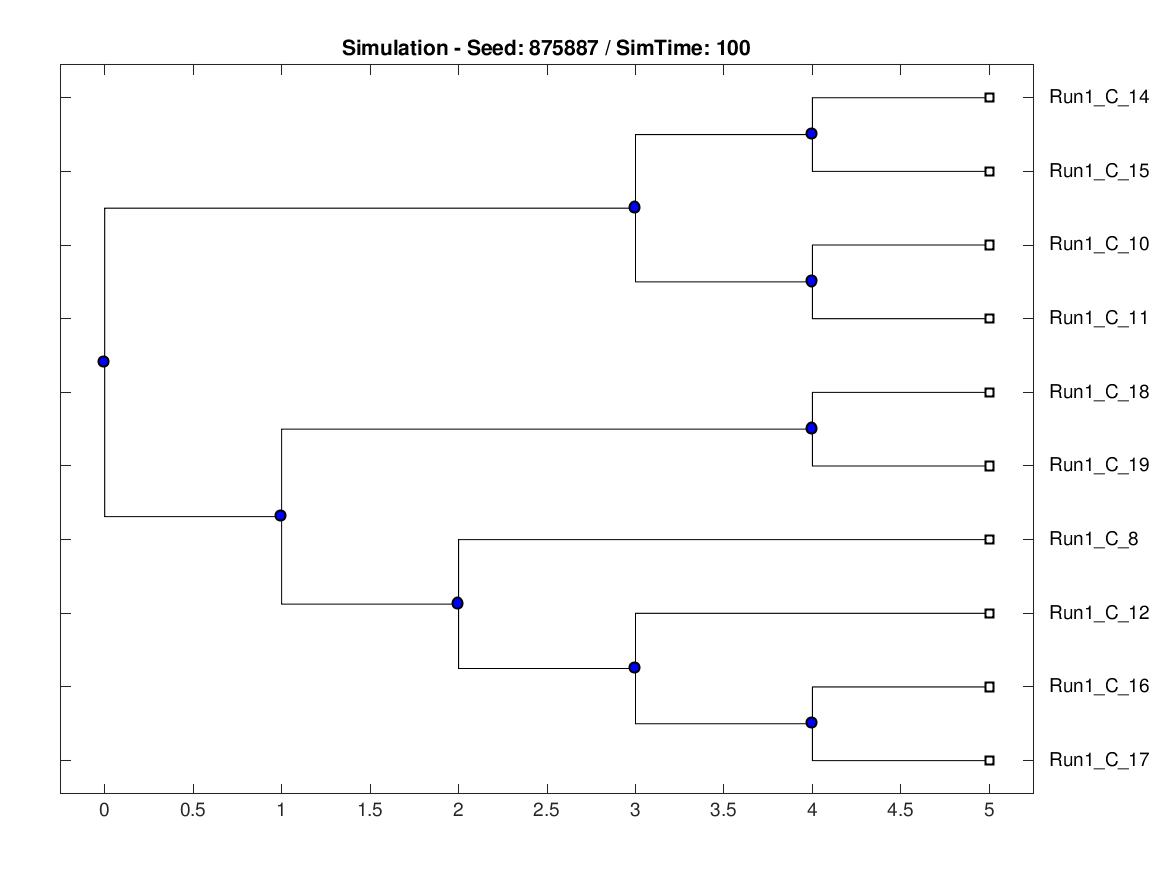 Simulation - Seed: 875887 / SimTime: 100
Run1_C_14
Run1_C_15
Run1_C_10
Run1_C_11
Run1_C_18
Run1_C_19
Run1_C_8
Run1_C_12
Run1_C_16
Run1_C_17
0 0.5 1 1.5 2 2.5 3 3.5 4 4.5 5